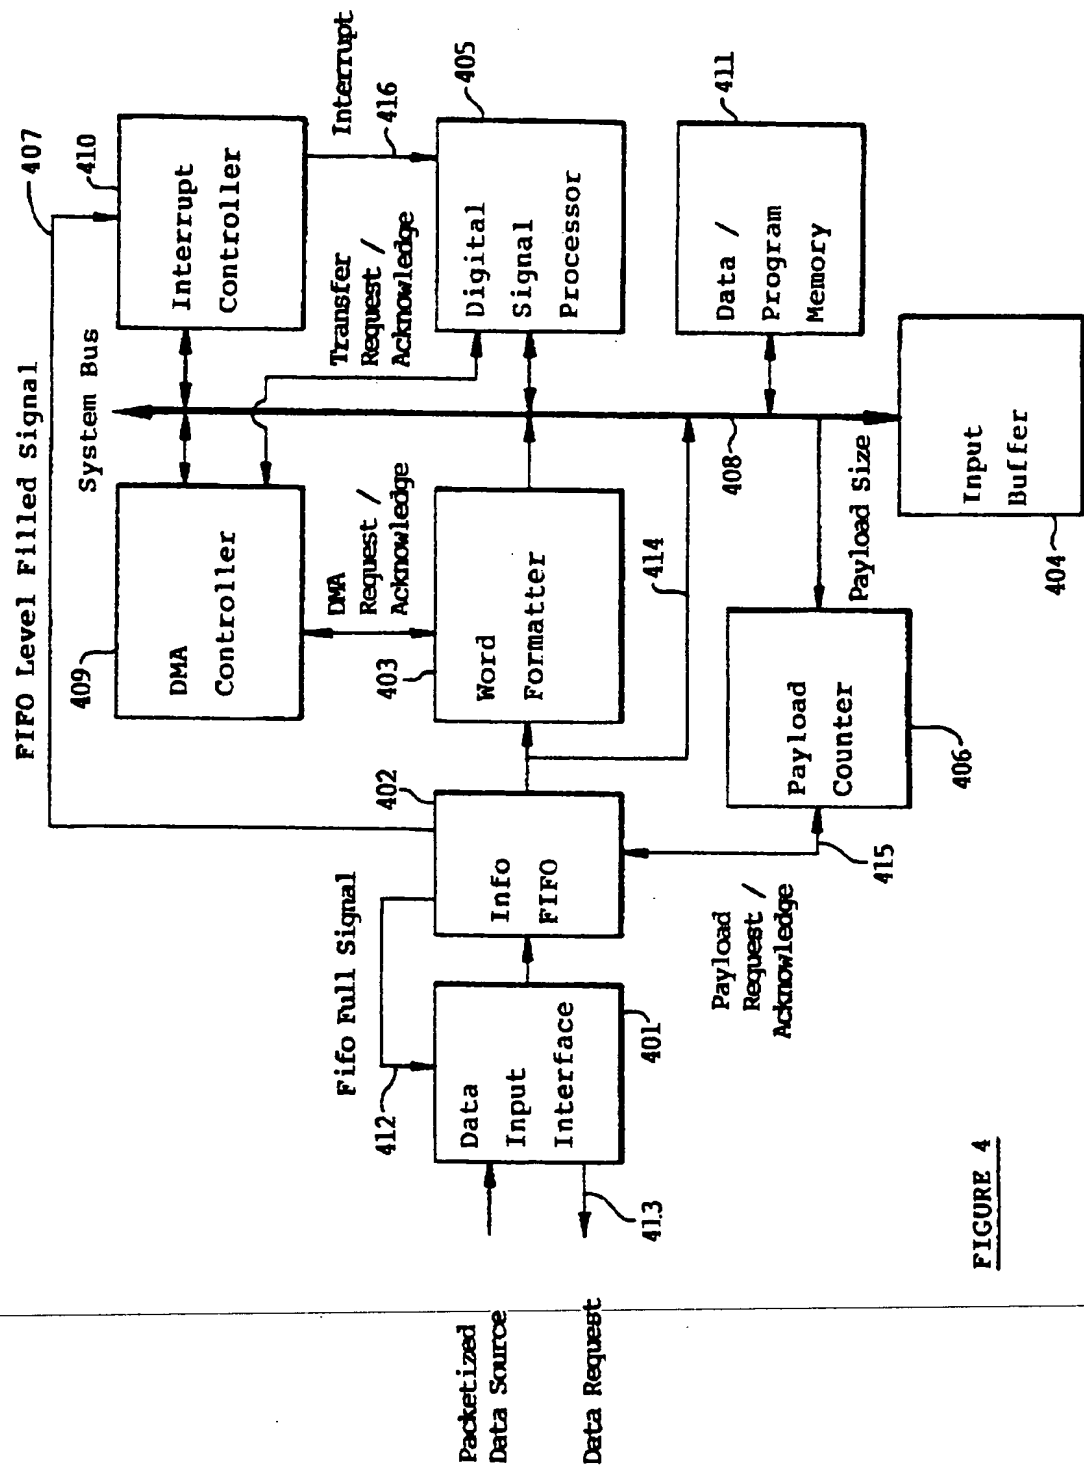 FIFO Level Filled Signal
407
System Bus
DMA
Controller
409
Interrupt
Controller
410
Interrupt
416
Transfer
Request /
Acknowledge
DMA
Request /
Acknowledge
Fifo Full Signal
412
Packetized
Data Source
Data Request
413
Data
Input
Interface
401
Info
FIFO
402
Word
Formatter
403
Digital
Signal
Processor
405
414
408
Data /
Program
Memory
411
Payload
Request /
Acknowledge
415
Payload
Counter
406
Payload Size
Input
Buffer
404
FIGURE 4